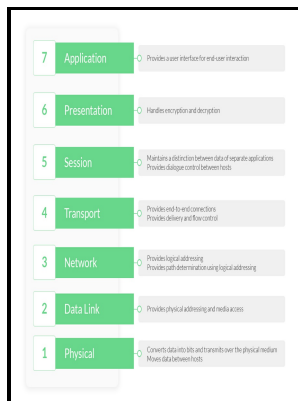 7
Application
Provides a user interface for end-user interaction
6
Presentation
Handles encryption and decryption
5
Session
Maintains a distinction between data of separate applications
Provides dialogue control between hosts
4
Transport
Provides end-to-end connections
Provides delivery and flow control
3
Network
Provides logical addressing
Provides path determination using logical addressing
2
Data Link
Provides physical addressing and media access
1
Physical
Converts data into bits and transmits over the physical medium
Moves data between hosts